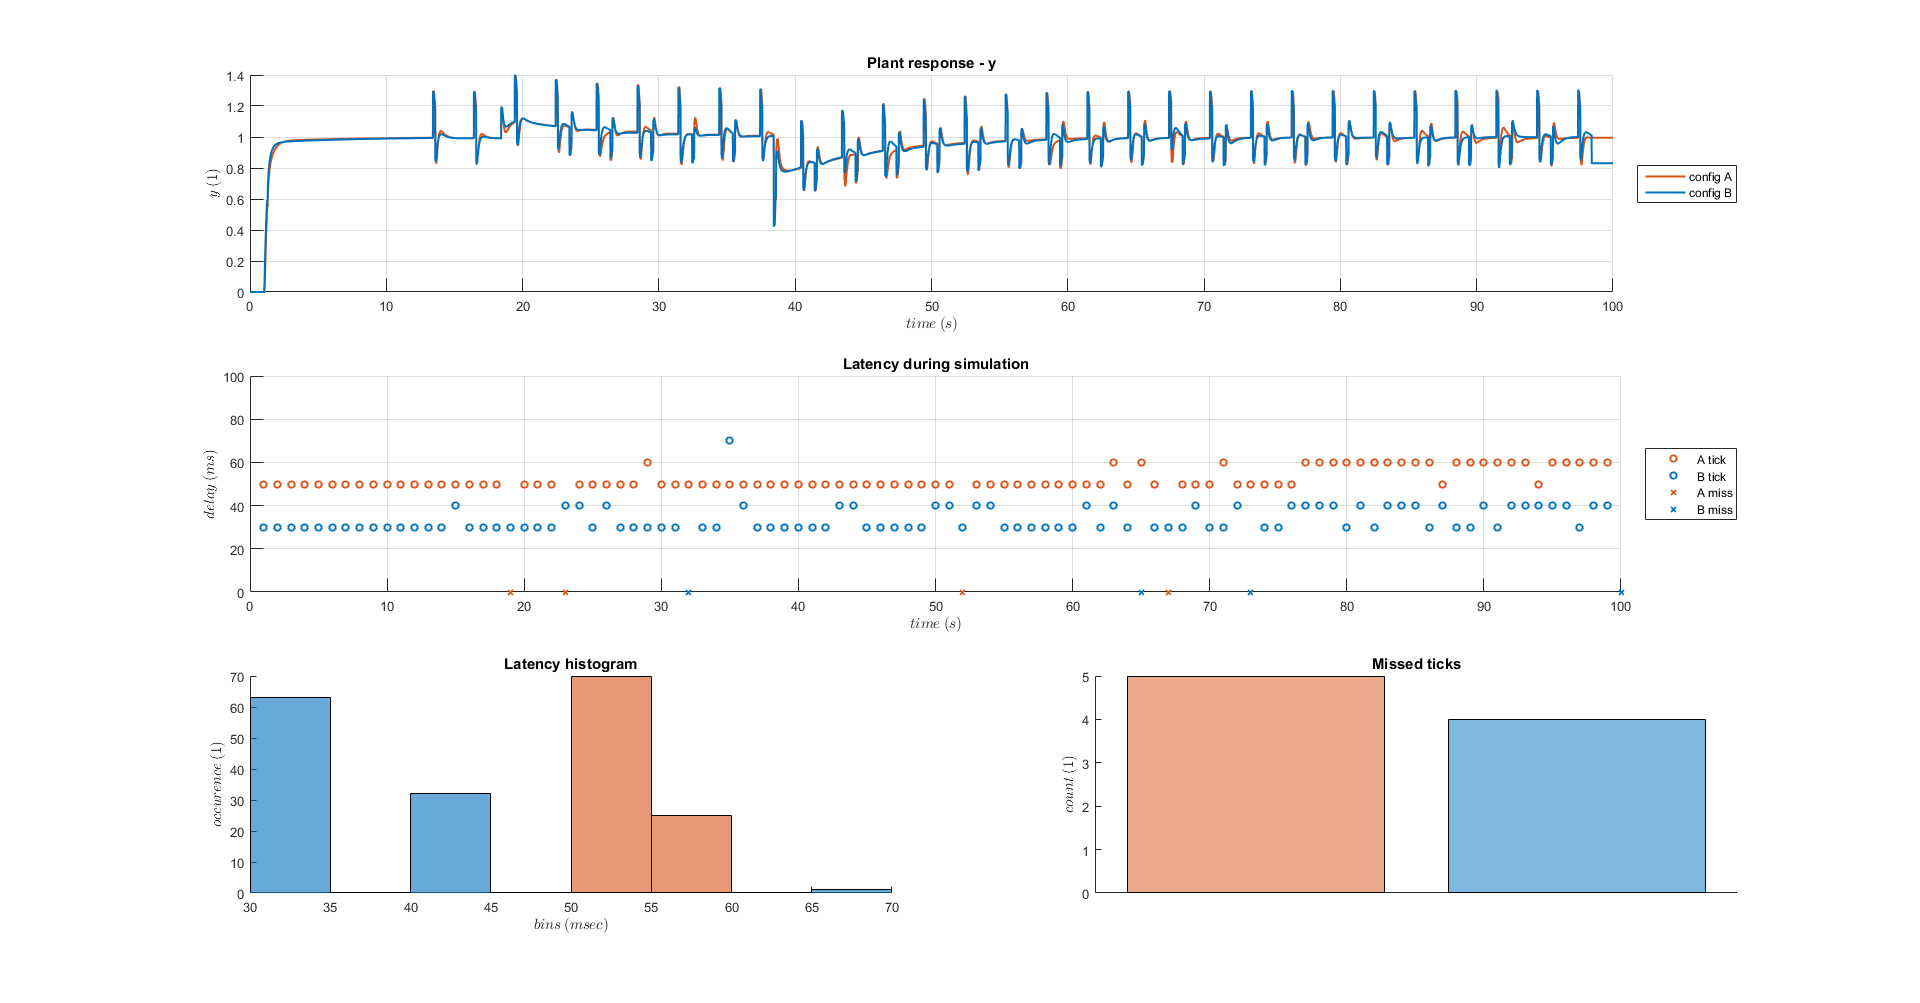 Plant response - y
1.4
1.2
1
0.8
0.6
0.4
0.2
0
y (1)
0 10 20 30 40 50 60 70 80 90 100
time (s)
config A
config B
Latency during simulation
100
80
60
40
20
0
delay (ms)
0 10 20 30 40 50 60 70 80 90 100
time (s)
A tick
B tick
A miss
B miss
Latency histogram
70
60
50
40
30
20
10
0
occurence (1)
30 35 40 45 50 55 60 65 70
bins (msec)
Missed ticks
5
4
3
2
1
0
count (1)